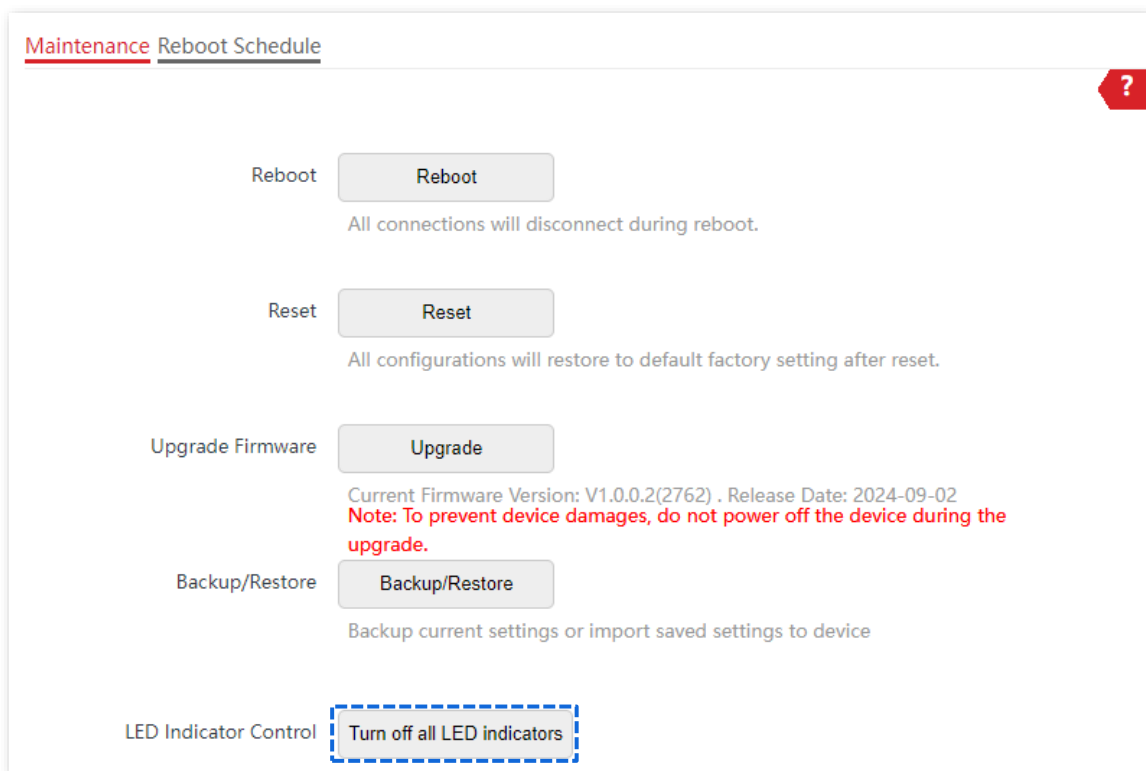 Maintenance Reboot Schedule
?
Reboot Reboot
All connections will disconnect during reboot.
Reset Reset
All configurations will restore to default factory setting after reset.
Upgrade Firmware Upgrade
Current Firmware Version: V1.0.0.2(2762) . Release Date: 2024-09-02
Note: To prevent device damages, do not power off the device during the
upgrade.
Backup/Restore Backup/Restore
Backup current settings or import saved settings to device
LED Indicator Control Turn off all LED indicators